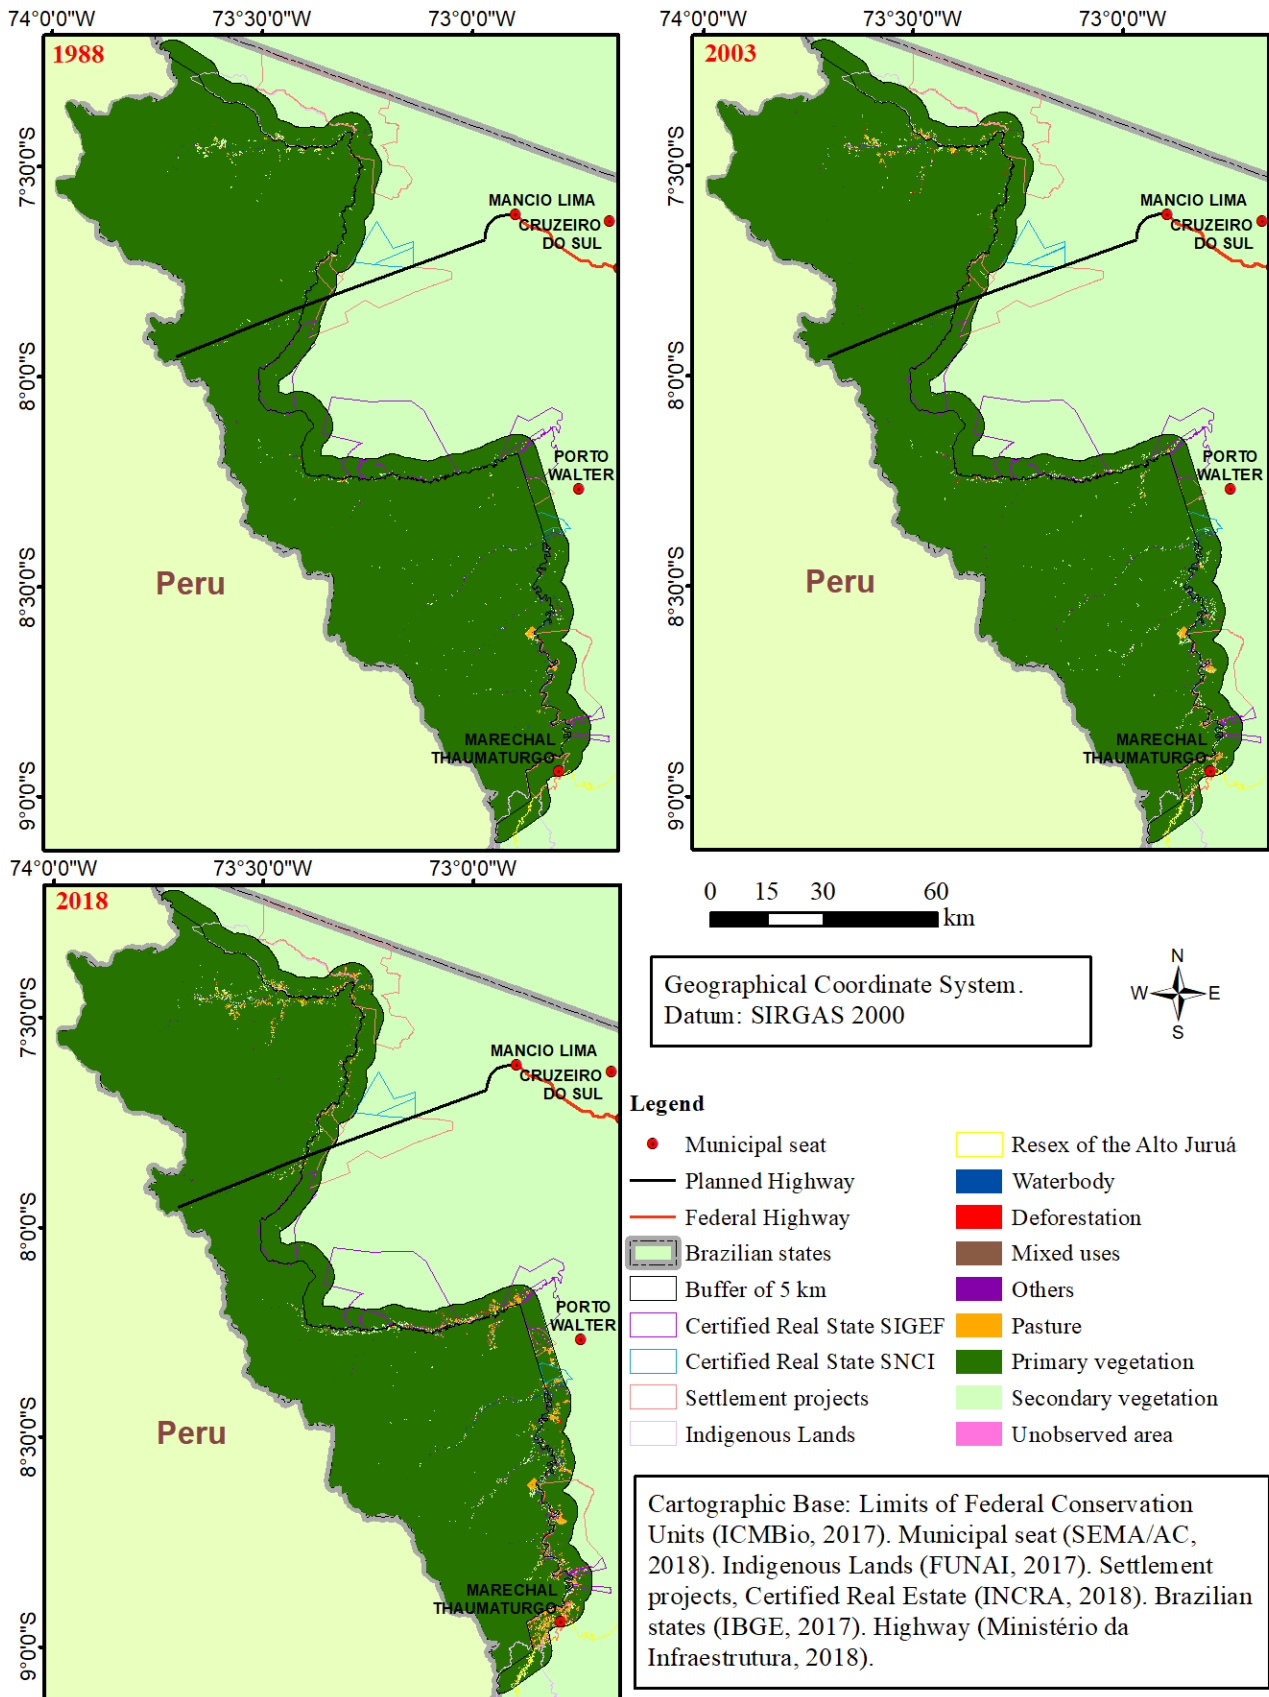 74°0'0"W
73°30'0"W
73°0'0"W
1988
7°30'0"S
8°0'0"S
8°30'0"S
9°0'0"S
MANCIO LIMA
CRUZEIRO
DO SUL
PORTO
WALTER
Peru
MARECHAL
THAUMATURGO
74°0'0"W
73°30'0"W
73°0'0"W
2003
7°30'0"S
8°0'0"S
8°30'0"S
9°0'0"S
MANCIO LIMA
CRUZEIRO
DO SUL
PORTO
WALTER
Peru
MARECHAL
THAUMATURGO
74°0'0"W
73°30'0"W
73°0'0"W
2018
7°30'0"S
8°0'0"S
8°30'0"S
9°0'0"S
MANCIO LIMA
CRUZEIRO
DO SUL
PORTO
WALTER
Peru
MARECHAL
THAUMATURGO
0 15 30 60
km
Geographical Coordinate System.
Datum: SIRGAS 2000
N
W E
S
Legend
Municipal seat
Planned Highway
Federal Highway
Brazilian states
Buffer of 5 km
Certified Real State SIGEF
Certified Real State SNCI
Settlement projects
Indigenous Lands
Resex of the Alto Juruá
Waterbody
Deforestation
Mixed uses
Others
Pasture
Primary vegetation
Secondary vegetation
Unobserved area
Cartographic Base: Limits of Federal Conservation
Units (ICMBio, 2017). Municipal seat (SEMA/AC,
2018). Indigenous Lands (FUNAI, 2017). Settlement
projects, Certified Real Estate (INCRA, 2018). Brazilian
states (IBGE, 2017). Highway (Ministério da
Infraestrutura, 2018).